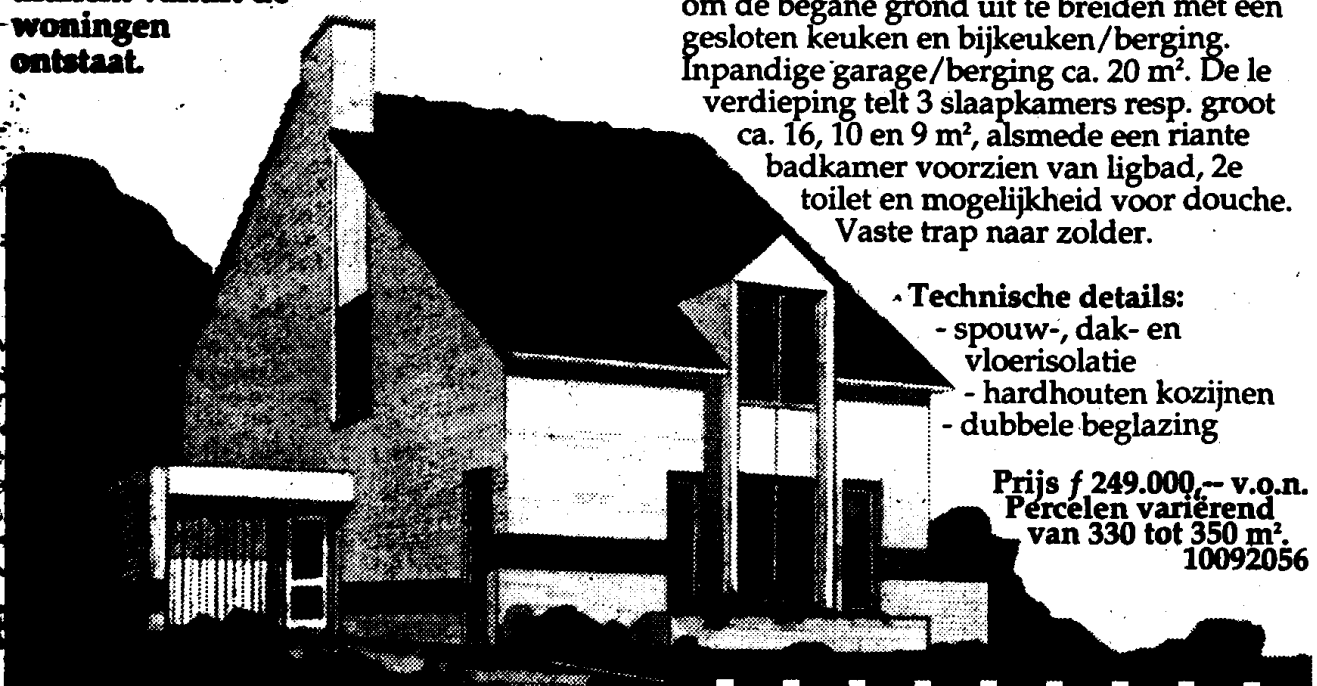 woningen
ontstaat.
om de begane grond uit te breiden met een
gesloten keuken en bijkeuken/berging.
Inpandige garage/berging ca. 20 m². De le
verdieping telt 3 slaapkamers resp. groot
ca. 16, 10 en 9 m², alsmede een riante
badkamer voorzien van ligbad, 2e
toilet en mogelijkheid voor douche.
Vaste trap naar zolder.
Technische details:
- spouw-, dak- en
vloerisolatie
- hardhouten kozijnen
- dubbele beglazing
Prijs ƒ 249.000,-- v.o.n.
Percelen variërend
van 330 tot 350 m².
10092056